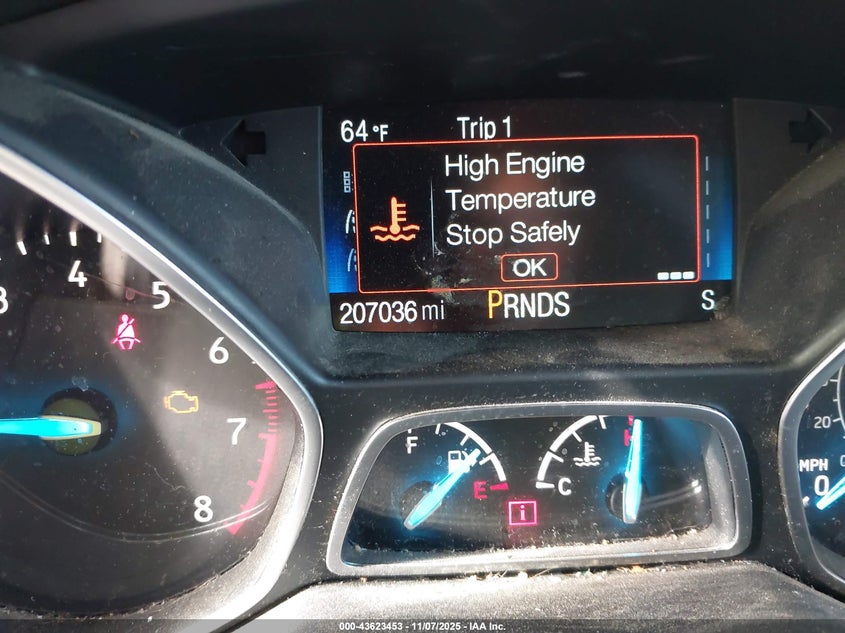 64 °F Trip 1
High Engine
Temperature
Stop Safely
OK
207036 mi PRNDS S
3 4 5 6 7 8
F E
C H
i
20
MPH
0
000-43623453 - 11/07/2025 - IAA Inc.